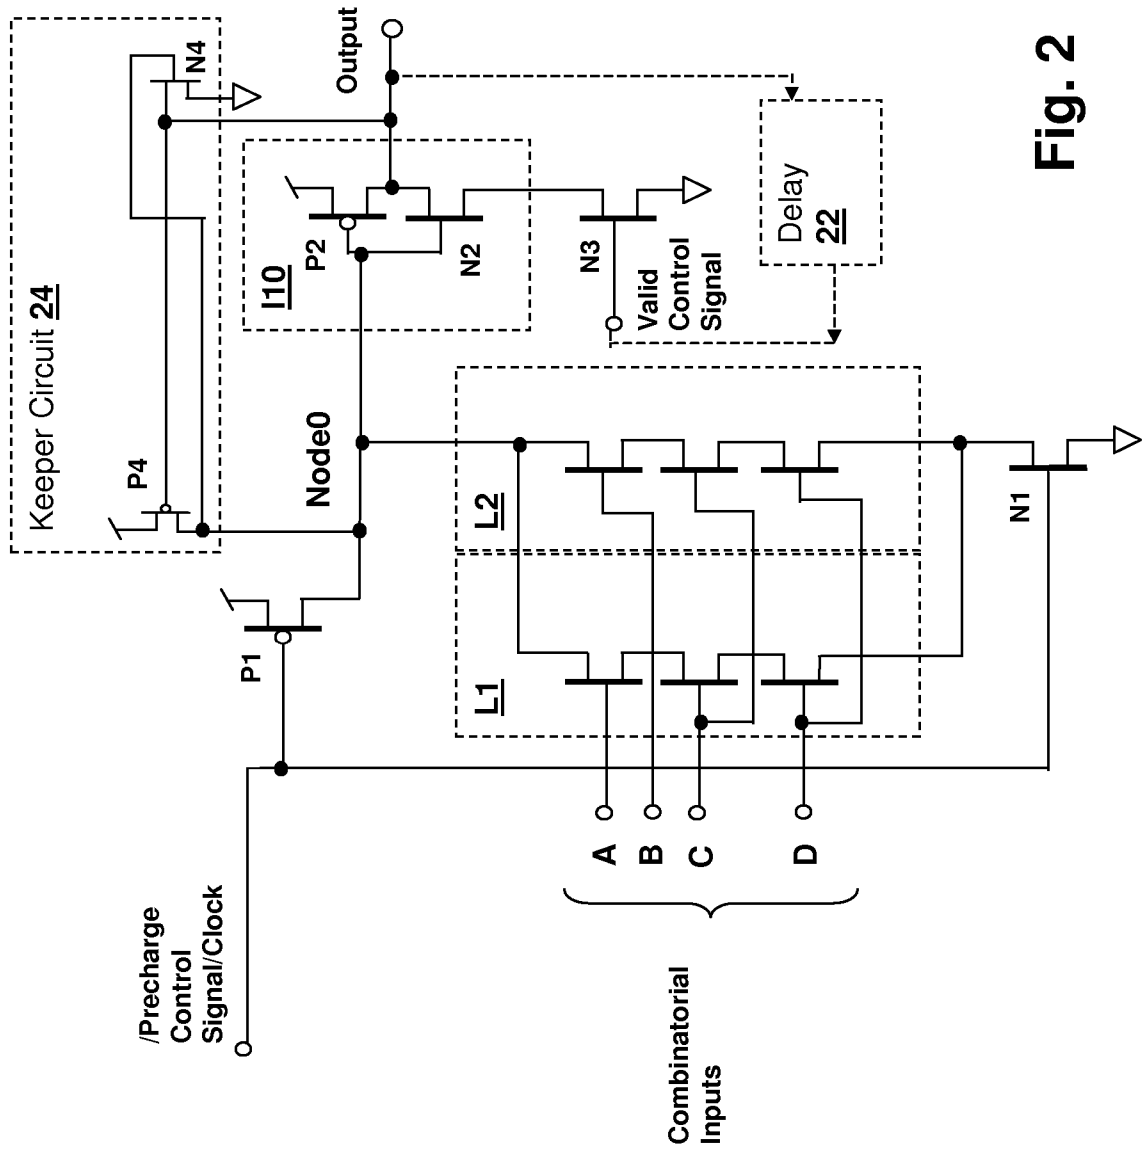 Keeper Circuit 24
P4
N4
Output
P1
Node0
I10
P2
N2
N3
Valid
Control
Signal
Delay
22
/Precharge
Control
Signal/Clock
L1
L2
N1
A
B
C
D
Combinatorial
Inputs
Fig. 2